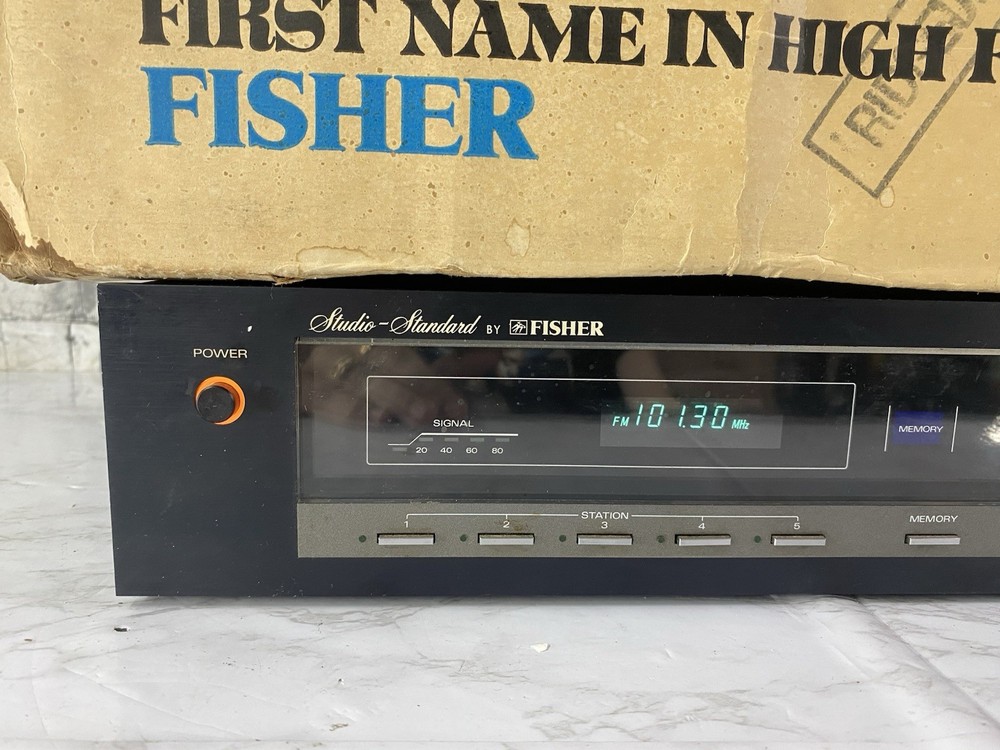 FIRST NAME IN HIGH
FISHER
Studio-Standard BY FISHER
POWER
SIGNAL
20 40 60 80
FM 101.30 MHz
MEMORY
STATION
1 2 3 4 5
MEMORY